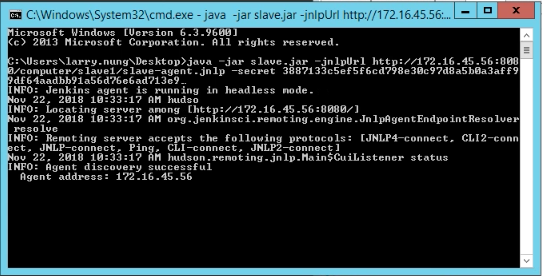 C:\Windows\System32\cmd.exe - java -jar slave.jar -jnlpUrl http://172.16.45.56:...
Microsoft Windows [Version 6.3.9600]
(c) 2013 Microsoft Corporation. All rights reserved.
C:\Users\larry.nung\Desktop>java -jar slave.jar -jnlpUrl http://172.16.45.56:808
0/computer/slave1/slave-agent.jnlp -secret 3887133c5ef5f6cd798e30c97d8a5b0a3aff9
9df64aadbb91a56d76e6ad713e9_
INFO: Jenkins agent is running in headless mode.
Nov 22, 2018 10:33:17 AM hudso
INFO: Locating server among [http://172.16.45.56:8080/]
Nov 22, 2018 10:33:17 AM org.jenkinsci.remoting.engine.JnlpAgentEndpointResolver
resolve
INFO: Remoting server accepts the following protocols: [JNLP4-connect, CLI2-conn
ect, JNLP-connect, Ping, CLI-connect, JNLP2-connect]
Nov 22, 2018 10:33:17 AM hudson.remoting.jnlp.Main$CuiListener status
INFO: Agent discovery successful
Agent address: 172.16.45.56